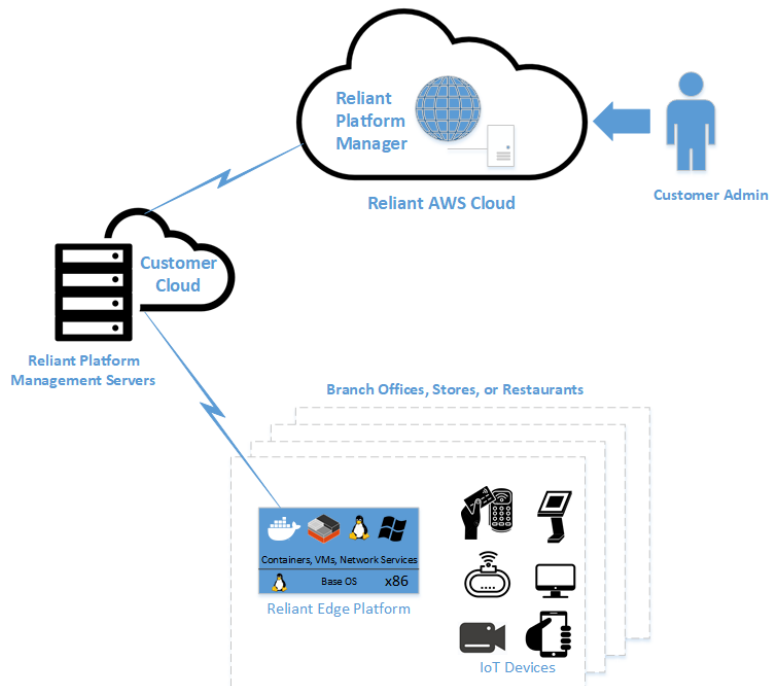 Reliant
Platform
Manager
Reliant AWS Cloud
Customer Admin
Customer
Cloud
Reliant Platform
Management Servers
Branch Offices, Stores, or Restaurants
Containers, VMs, Network Services
Base OS x86
Reliant Edge Platform
IoT Devices